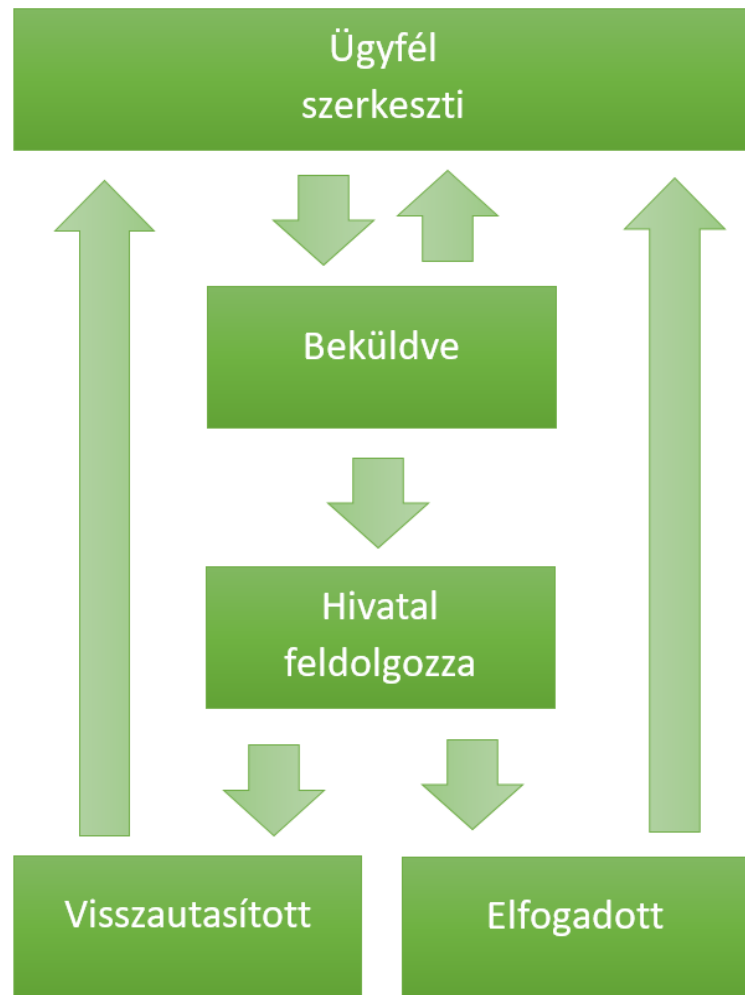 Ügyfél
szerkeszti
Beküldve
Hivatal
feldolgozza
Visszautasított
Elfogadott